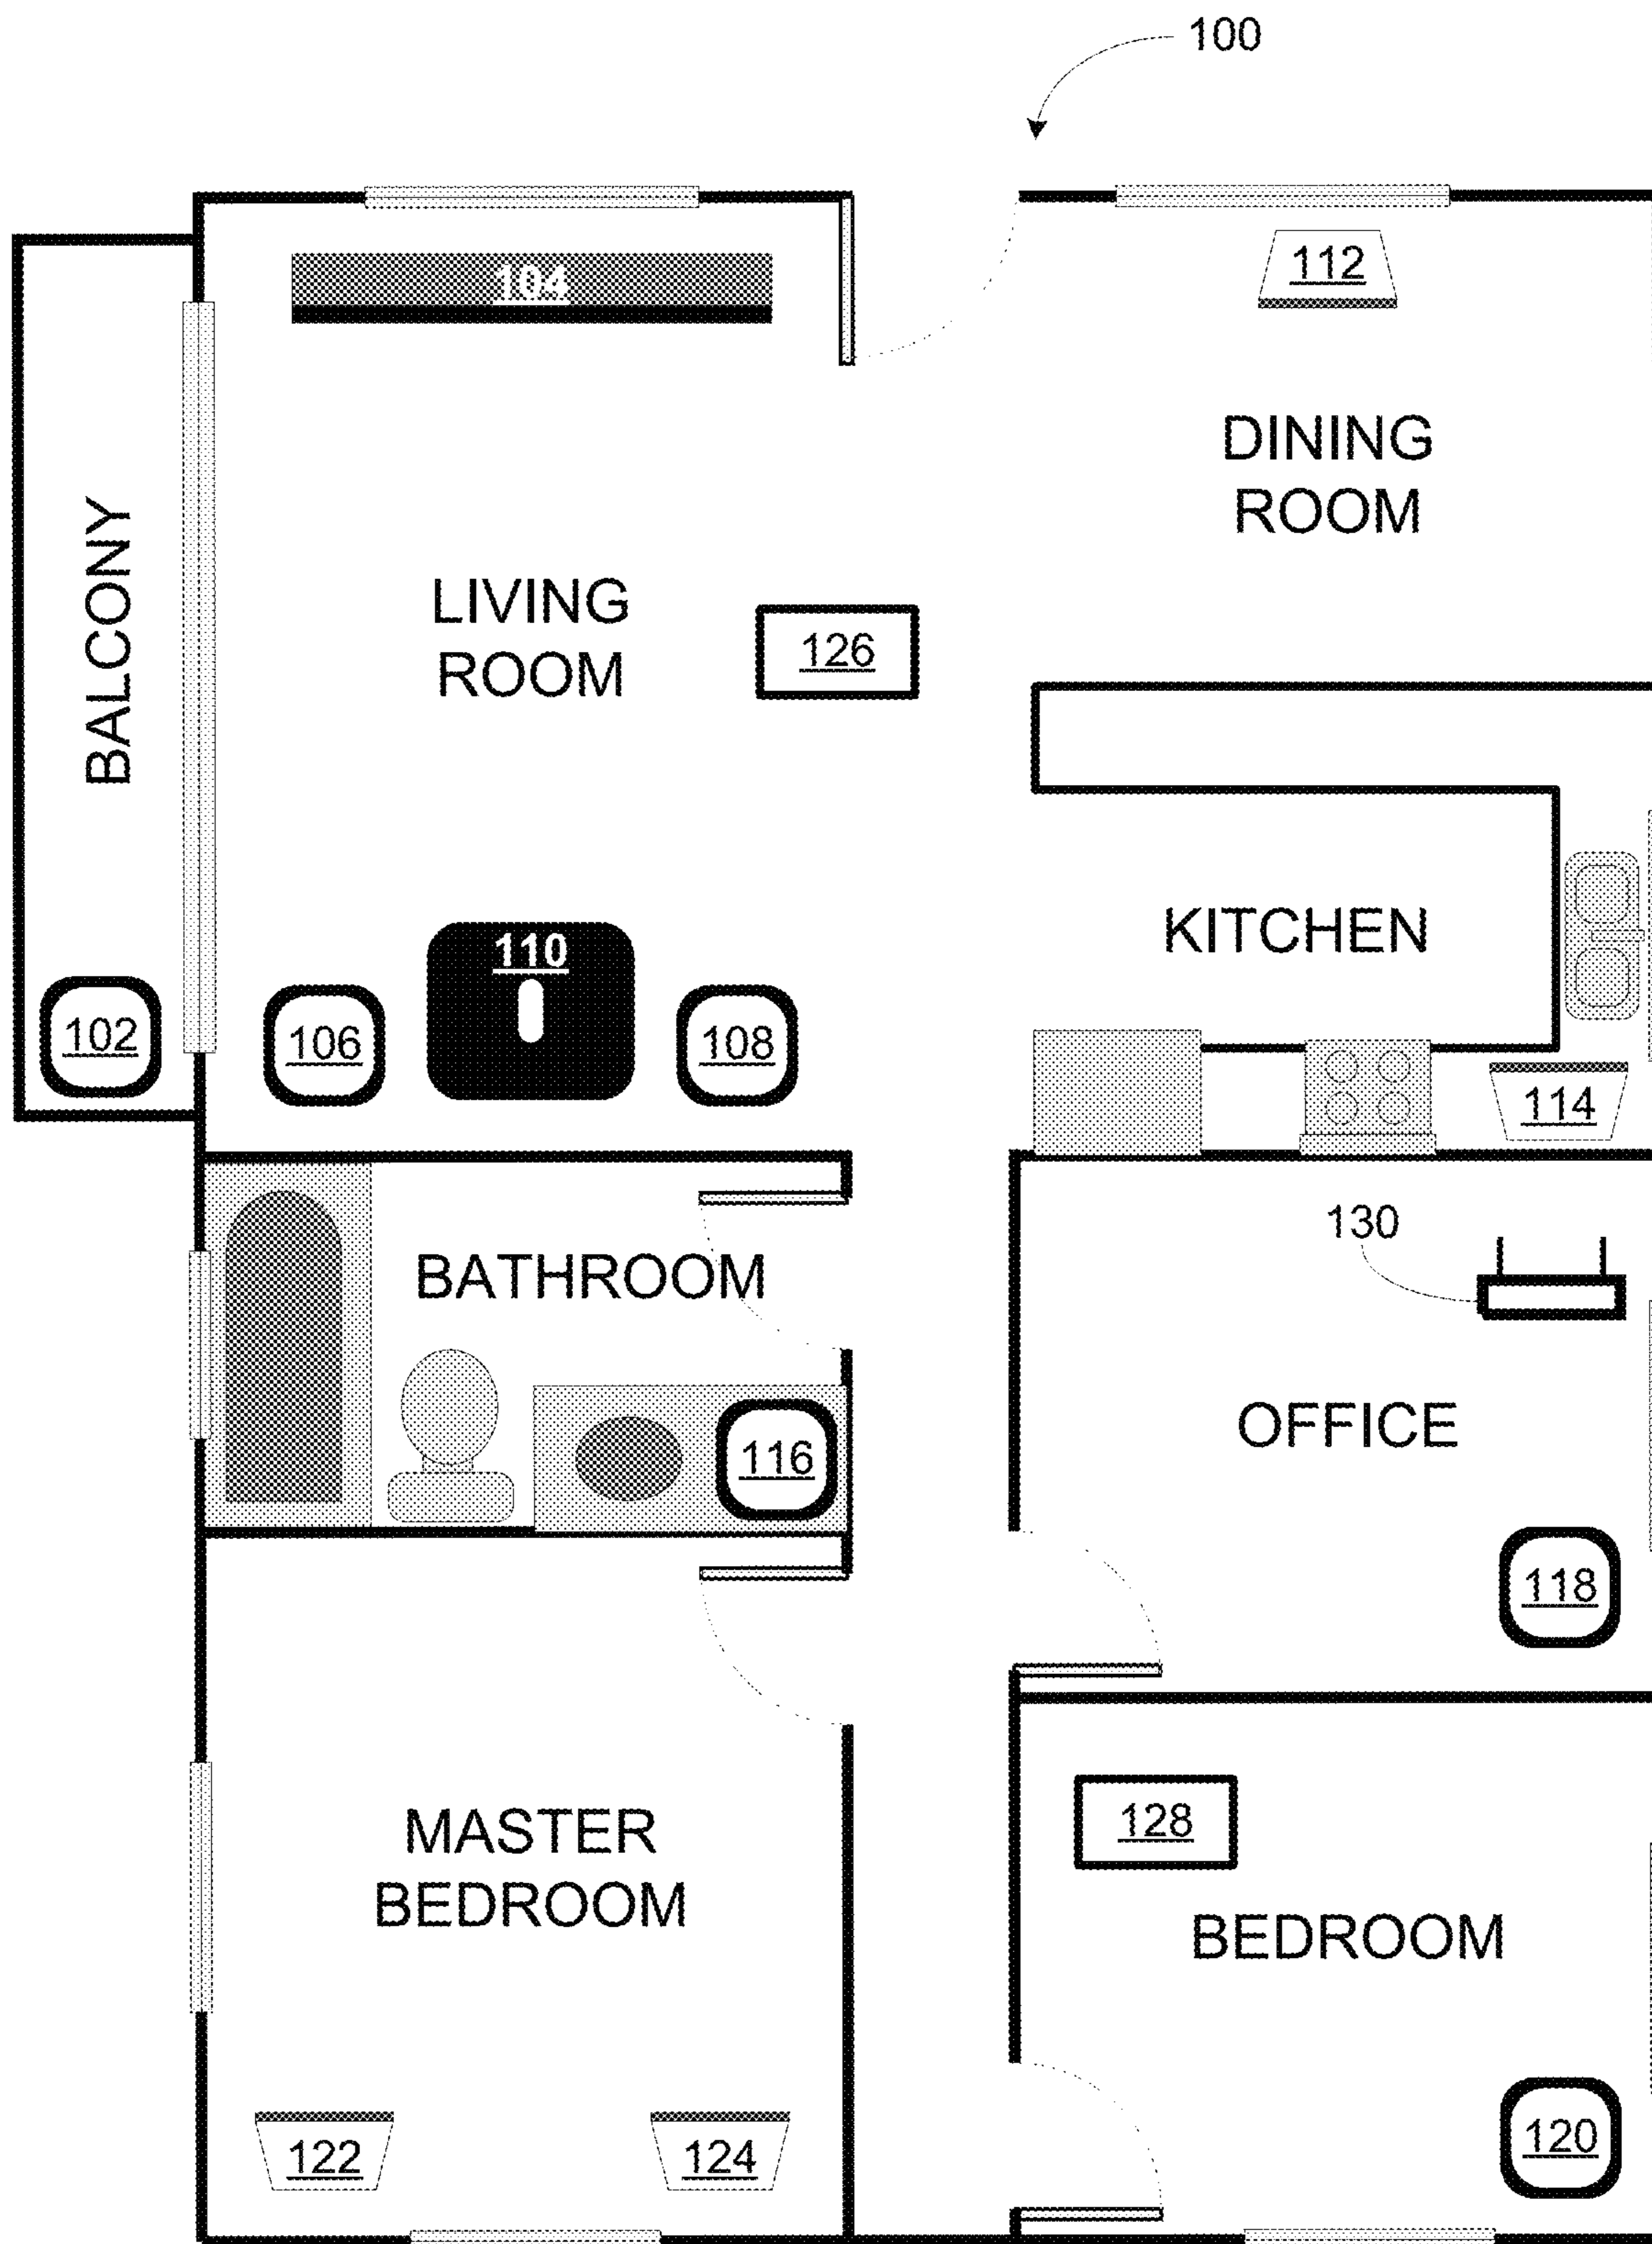 100
104
112
DINING
ROOM
BALCONY
LIVING
ROOM
126
KITCHEN
110
102
106
108
114
130
BATHROOM
OFFICE
116
118
MASTER
BEDROOM
128
BEDROOM
122
124
120